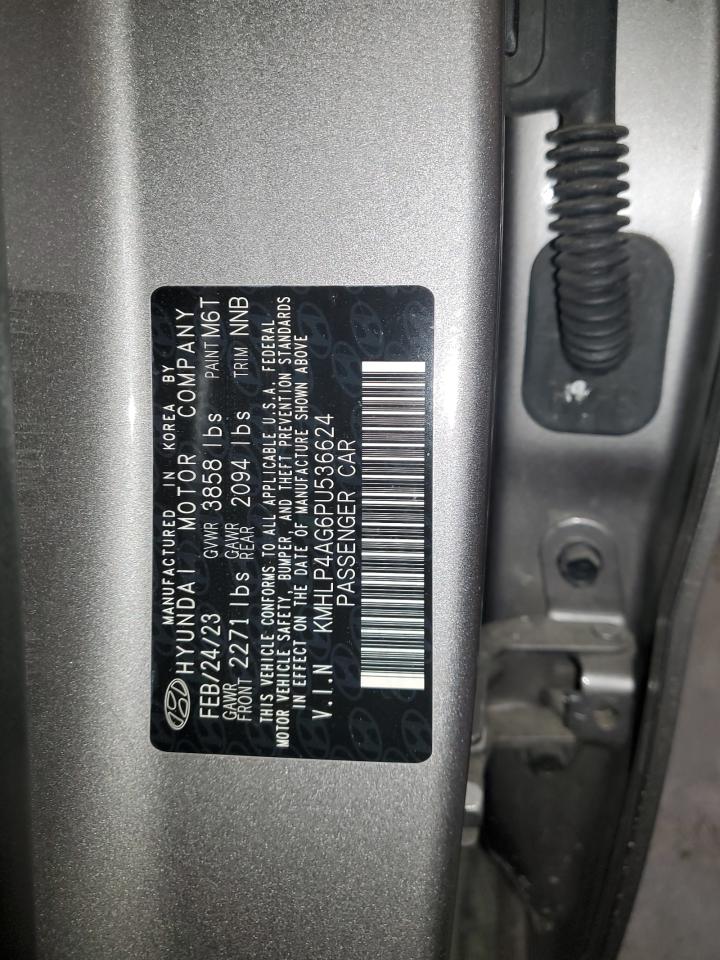 MANUFACTURED IN KOREA BY
HYUNDAI MOTOR COMPANY
FEB/24/23 GVWR 3858 lbs PAINT M6T
GAWR FRONT 2271 lbs GAWR REAR 2094 lbs TRIM NNB
THIS VEHICLE CONFORMS TO ALL APPLICABLE U.S.A. FEDERAL
MOTOR VEHICLE SAFETY, BUMPER, AND THEFT PREVENTION STANDARDS
IN EFFECT ON THE DATE OF MANUFACTURE SHOWN ABOVE
V.I.N KMHLP4AG6PU536624
PASSENGER CAR